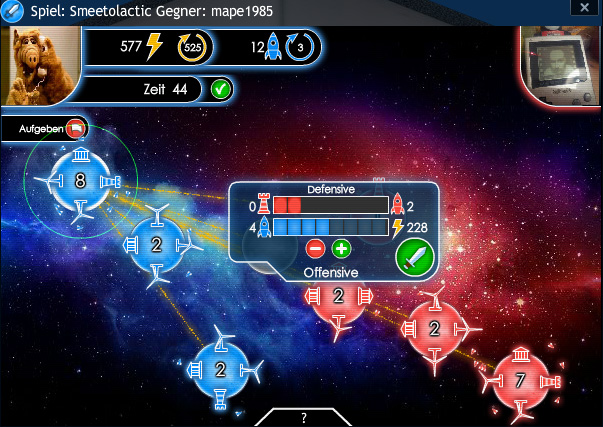 Spiel: Smeetolactic Gegner: mape1985
577 525 12 3
Zeit 44
Aufgeben
8
Defensive
0 2
2
4 228
Offensive
2
2
2
7
?